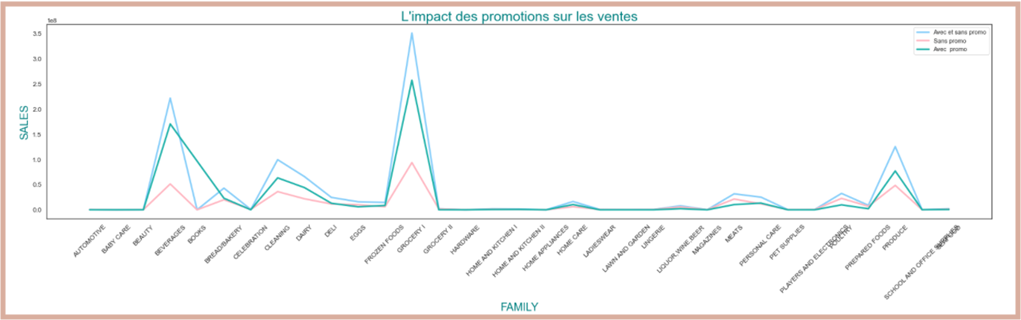 L'impact des promotions sur les ventes
1e8
Avec et sans promo
Sans promo
Avec promo
3.5
3.0
2.5
2.0
1.5
1.0
0.5
0.0
SALES
AUTOMOTIVE
BABY CARE
BEAUTY
BEVERAGES
BOOKS
BREAD/BAKERY
CELEBRATION
CLEANING
DAIRY
DELI
EGGS
FROZEN FOODS
GROCERY I
GROCERY II
HARDWARE
HOME AND KITCHEN I
HOME AND KITCHEN II
HOME APPLIANCES
HOME CARE
LADIESWEAR
LAWN AND GARDEN
LINGERIE
LIQUOR,WINE,BEER
MAGAZINES
MEATS
PERSONAL CARE
PET SUPPLIES
PLAYERS AND ELECTRONICS
POULTRY
PREPARED FOODS
PRODUCE
SCHOOL AND OFFICE SUPPLIES
FAMILY